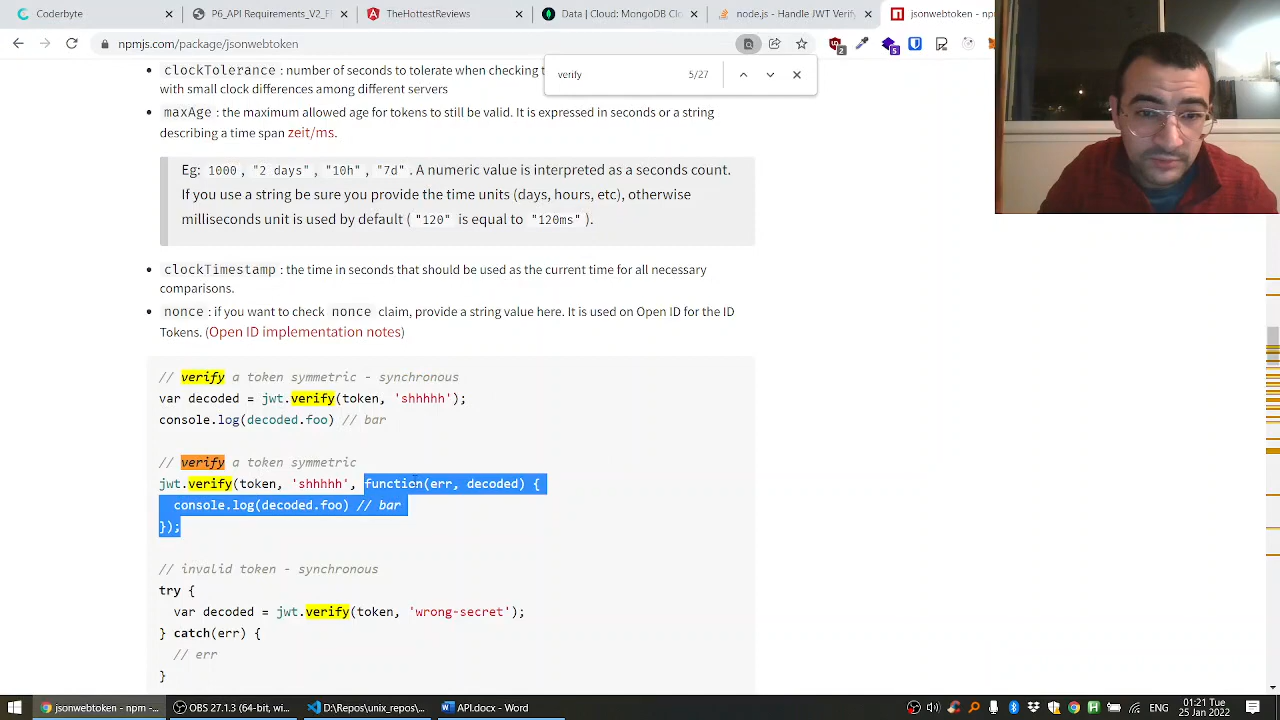 Codebyte
P6_API Requirements_V2_F
TheHottestReviews
Data | Cloud: MongoDB Clo
node.js - Handle JWT Verify
jsonwebtoken - np
npmjs.com/package/jsonwebtoken
2
5
verify
5/27
clockTolerance : number of seconds to tolerate when checking t
with small clock differences among different servers
maxAge : the maximum allowed age for tokens to still be valid. It is expressed in seconds or a string
describing a time span zeit/ms.
Eg: 1000 , "2 days" , "10h" , "7d" . A numeric value is interpreted as a seconds count.
If you use a string be sure you provide the time units (days, hours, etc), otherwise
milliseconds unit is used by default ( "120" is equal to "120ms" ).
clockTimestamp : the time in seconds that should be used as the current time for all necessary
comparisons.
nonce : if you want to check nonce claim, provide a string value here. It is used on Open ID for the ID
Tokens. (Open ID implementation notes)
// verify a token symmetric - synchronous
var decoded = jwt.verify(token, 'shhhhh');
console.log(decoded.foo) // bar
// verify a token symmetric
jwt.verify(token, 'shhhhh', function(err, decoded) {
console.log(decoded.foo) // bar
});
// invalid token - synchronous
try {
var decoded = jwt.verify(token, 'wrong-secret');
} catch(err) {
// err
}
jsonwebtoken - npm -...
OBS 27.1.3 (64-bit, wi...
D:\Repos\unix_repos\...
API.docx - Word
01:21 Tue
25 Jan 2022